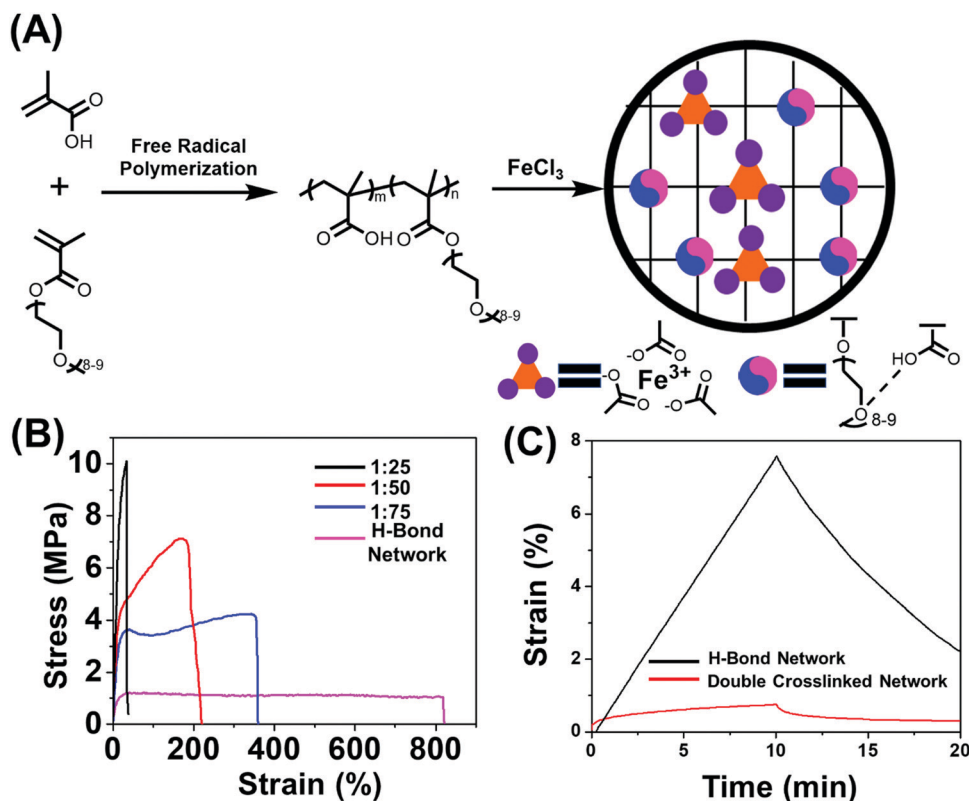 (A)
O
OH
Free Radical
Polymerization
FeCl3
+
m
n
O
OH
O
O
O
O
O
8-9
O
8-9
-O
O
-O
O
Fe3+
-O
O
O
HO
O
O
8-9
(B)
Stress (MPa)
10
8
6
4
2
0
1:25
1:50
1:75
H-Bond
Network
0
200
400
600
800
Strain (%)
(C)
Strain (%)
8
6
4
2
0
H-Bond Network
Double Crosslinked Network
0
5
10
15
20
Time (min)